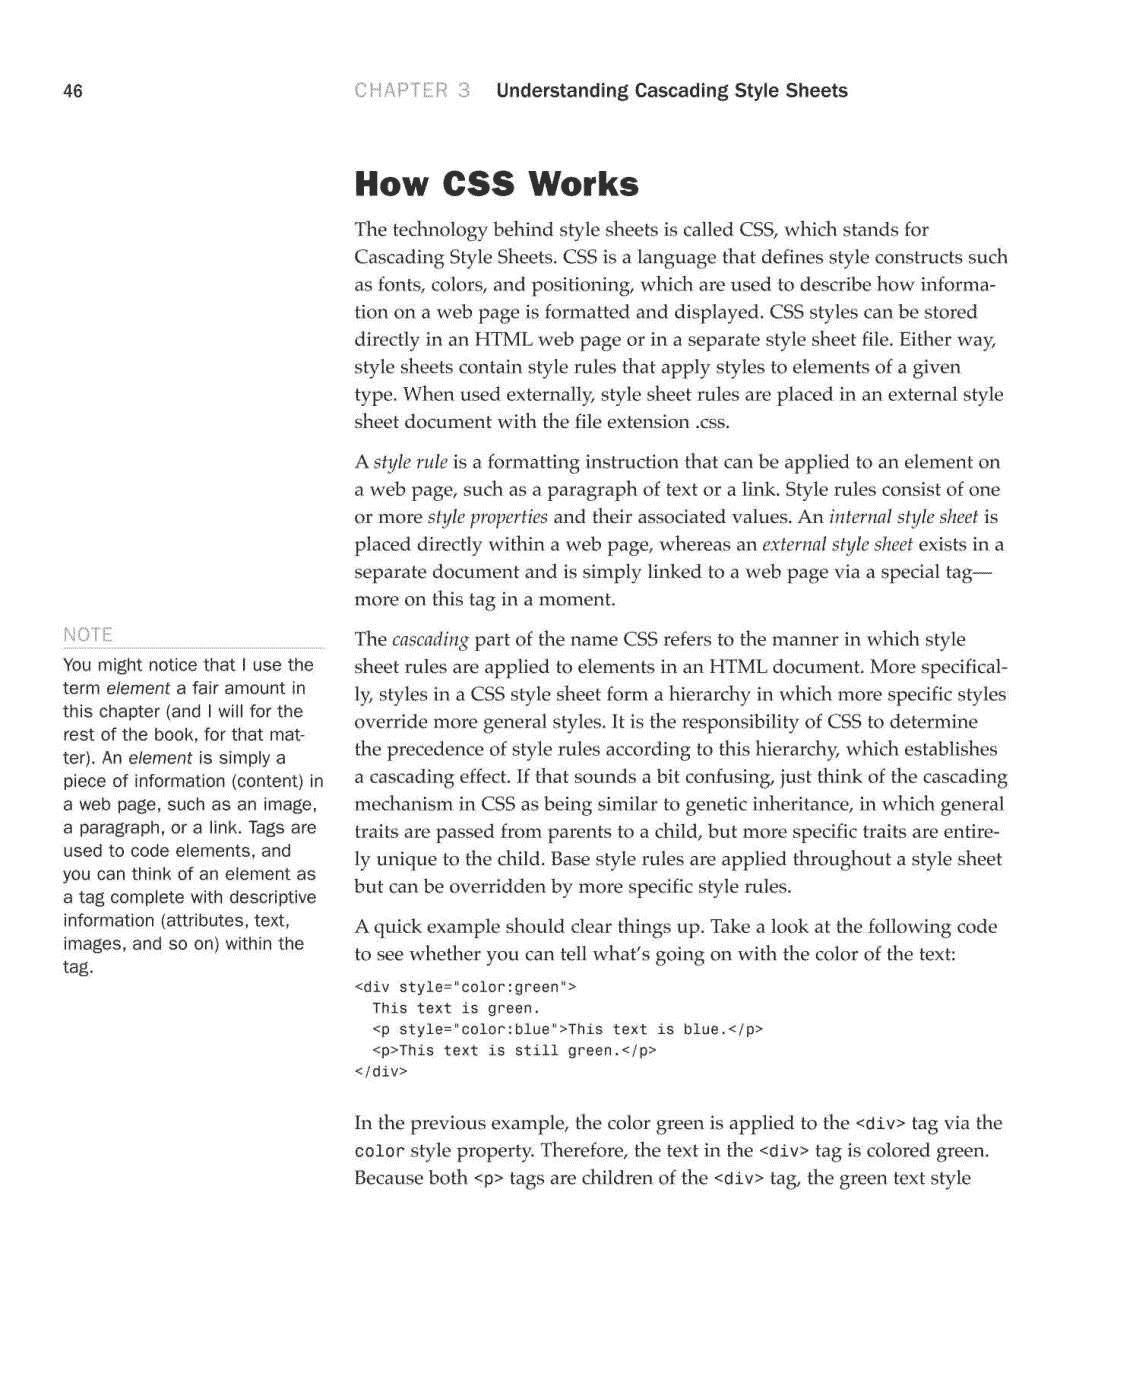 46
CHAPTER 3 Understanding Cascading Style Sheets
How CSS Works
The technology behind style sheets is called CSS, which stands for
Cascading Style Sheets. CSS is a language that defines style constructs such
as fonts, colors, and positioning, which are used to describe how informa-
tion on a web page is formatted and displayed. CSS styles can be stored
directly in an HTML web page or in a separate style sheet file. Either way,
style sheets contain style rules that apply styles to elements of a given
type. When used externally, style sheet rules are placed in an external style
sheet document with the file extension .css.
A style rule is a formatting instruction that can be applied to an element on
a web page, such as a paragraph of text or a link. Style rules consist of one
or more style properties and their associated values. An internal style sheet is
placed directly within a web page, whereas an external style sheet exists in a
separate document and is simply linked to a web page via a special tag—
more on this tag in a moment.
NOTE
You might notice that I use the
term element a fair amount in
this chapter (and I will for the
rest of the book, for that mat-
ter). An element is simply a
piece of information (content) in
a web page, such as an image,
a paragraph, or a link. Tags are
used to code elements, and
you can think of an element as
a tag complete with descriptive
information (attributes, text,
images, and so on) within the
tag.
The cascading part of the name CSS refers to the manner in which style
sheet rules are applied to elements in an HTML document. More specifical-
ly, styles in a CSS style sheet form a hierarchy in which more specific styles
override more general styles. It is the responsibility of CSS to determine
the precedence of style rules according to this hierarchy, which establishes
a cascading effect. If that sounds a bit confusing, just think of the cascading
mechanism in CSS as being similar to genetic inheritance, in which general
traits are passed from parents to a child, but more specific traits are entire-
ly unique to the child. Base style rules are applied throughout a style sheet
but can be overridden by more specific style rules.
A quick example should clear things up. Take a look at the following code
to see whether you can tell what's going on with the color of the text:
<div style="color:green">
  This text is green.
  <p style="color:blue">This text is blue.</p>
  <p>This text is still green.</p>
</div>
In the previous example, the color green is applied to the <div> tag via the
color style property. Therefore, the text in the <div> tag is colored green.
Because both <p> tags are children of the <div> tag, the green text style